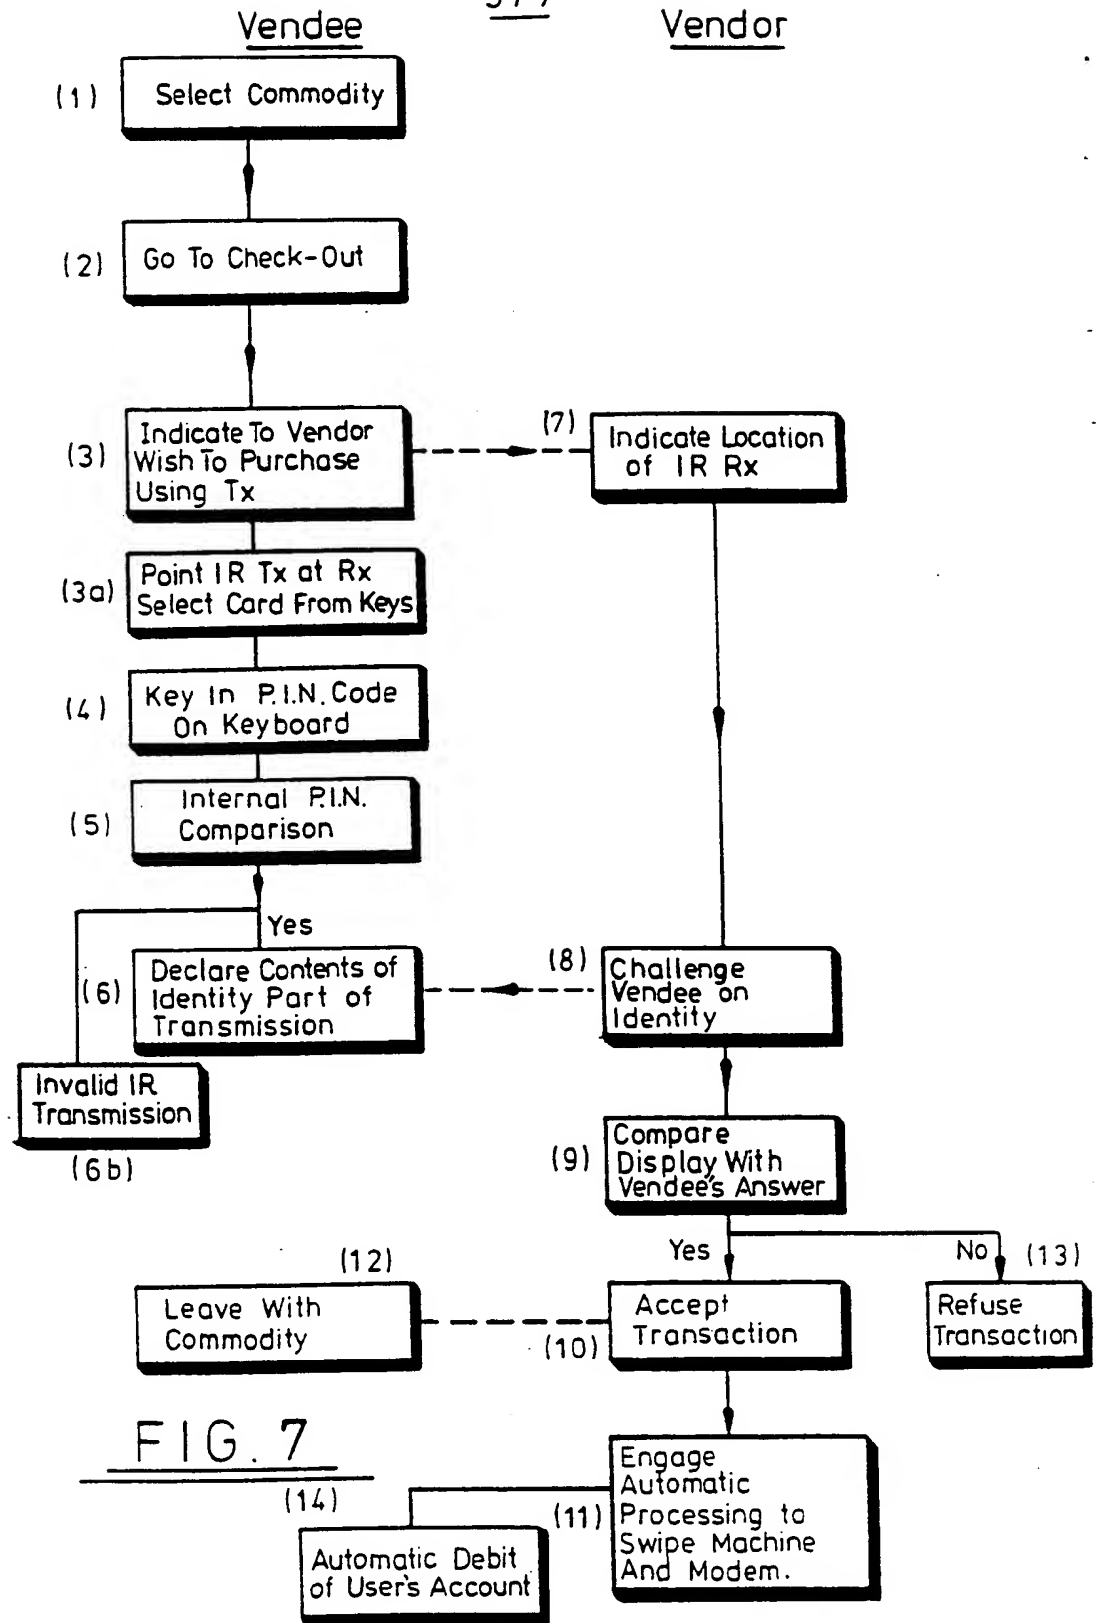 Vendee
Vendor
(1)
Select Commodity
(2)
Go To Check-Out
(3)
Indicate To Vendor
Wish To Purchase
Using Tx
(7)
Indicate Location
of IR Rx
(3a)
Point IR Tx at Rx
Select Card From Keys
(4)
Key In P.I.N. Code
On Keyboard
(5)
Internal P.I.N.
Comparison
Yes
(6)
Declare Contents of
Identity Part of
Transmission
(8)
Challenge
Vendee on
Identity
Invalid IR
Transmission
(6b)
(9)
Compare
Display With
Vendee's Answer
Yes
No
(13)
(12)
Leave With
Commodity
Accept
Transaction
(10)
Refuse
Transaction
FIG. 7
(14)
Automatic Debit
of User's Account
(11)
Engage
Automatic
Processing to
Swipe Machine
And Modem.